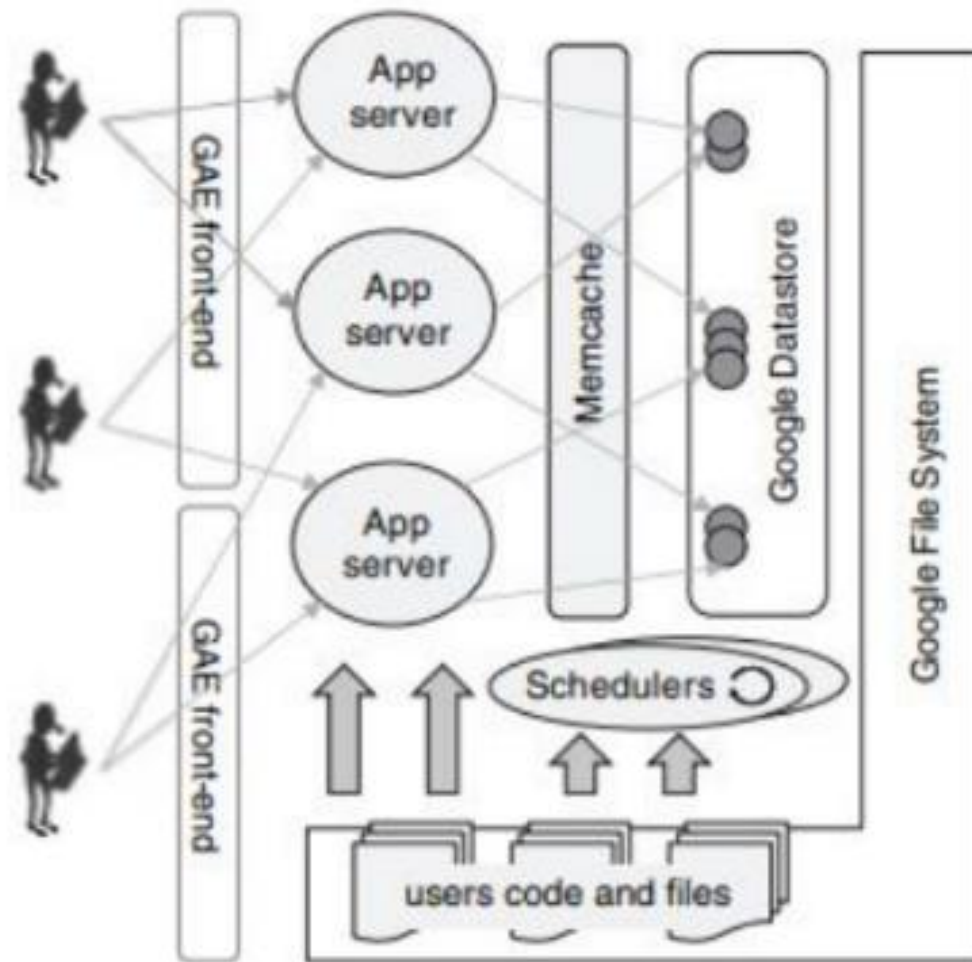 GAE front-end
GAE front-end
App
server
App
server
App
server
Memcache
Google Datastore
Google File System
Schedulers
users code and files